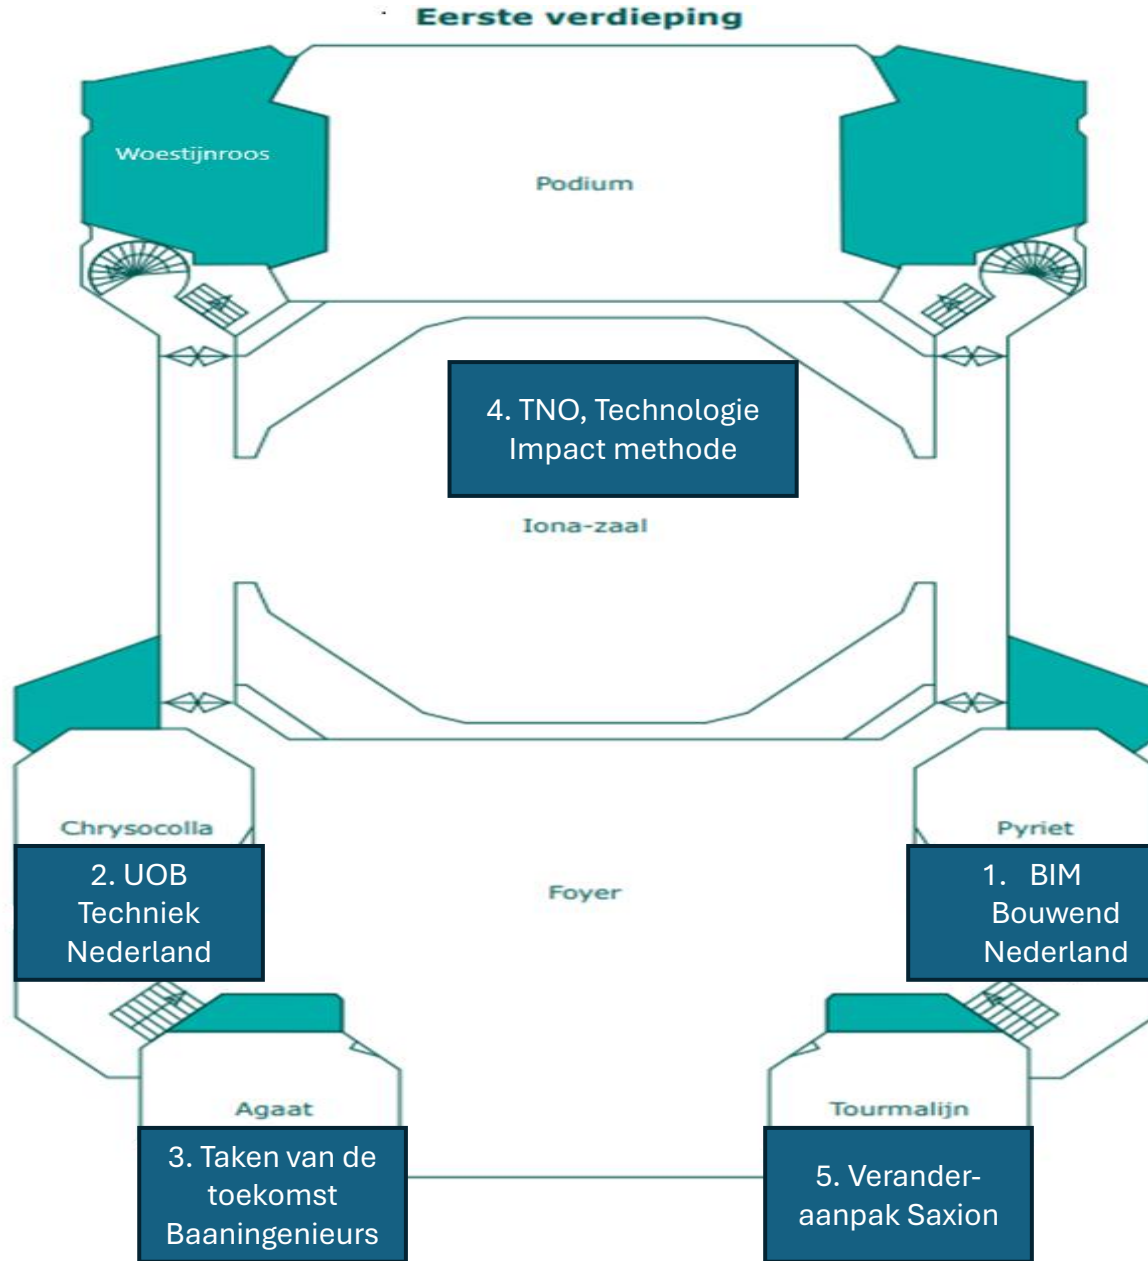 Eerste verdieping
Woestijnroos
Podium
4. TNO, Technologie
Impact methode
Iona-zaal
Chrysocolla
Pyriet
2. UOB
Techniek
Nederland
Foyer
1. BIM
Bouwend
Nederland
Agaat
Tourmalijn
3. Taken van de
toekomst
Baaningenieurs
5. Verander-
aanpak Saxion